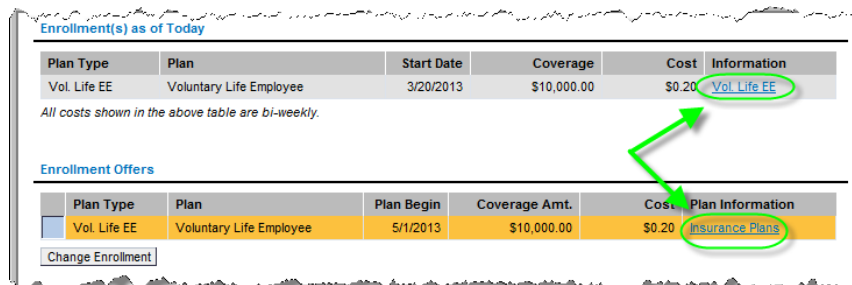 Enrollment(s) as of Today
Plan Type Plan Start Date Coverage Cost Information
Vol. Life EE Voluntary Life Employee 3/20/2013 $10,000.00 $0.20 Vol. Life EE
All costs shown in the above table are bi-weekly.
Enrollment Offers
Plan Type Plan Plan Begin Coverage Amt. Cost Plan Information
Vol. Life EE Voluntary Life Employee 5/1/2013 $10,000.00 $0.20 Insurance Plans
Change Enrollment